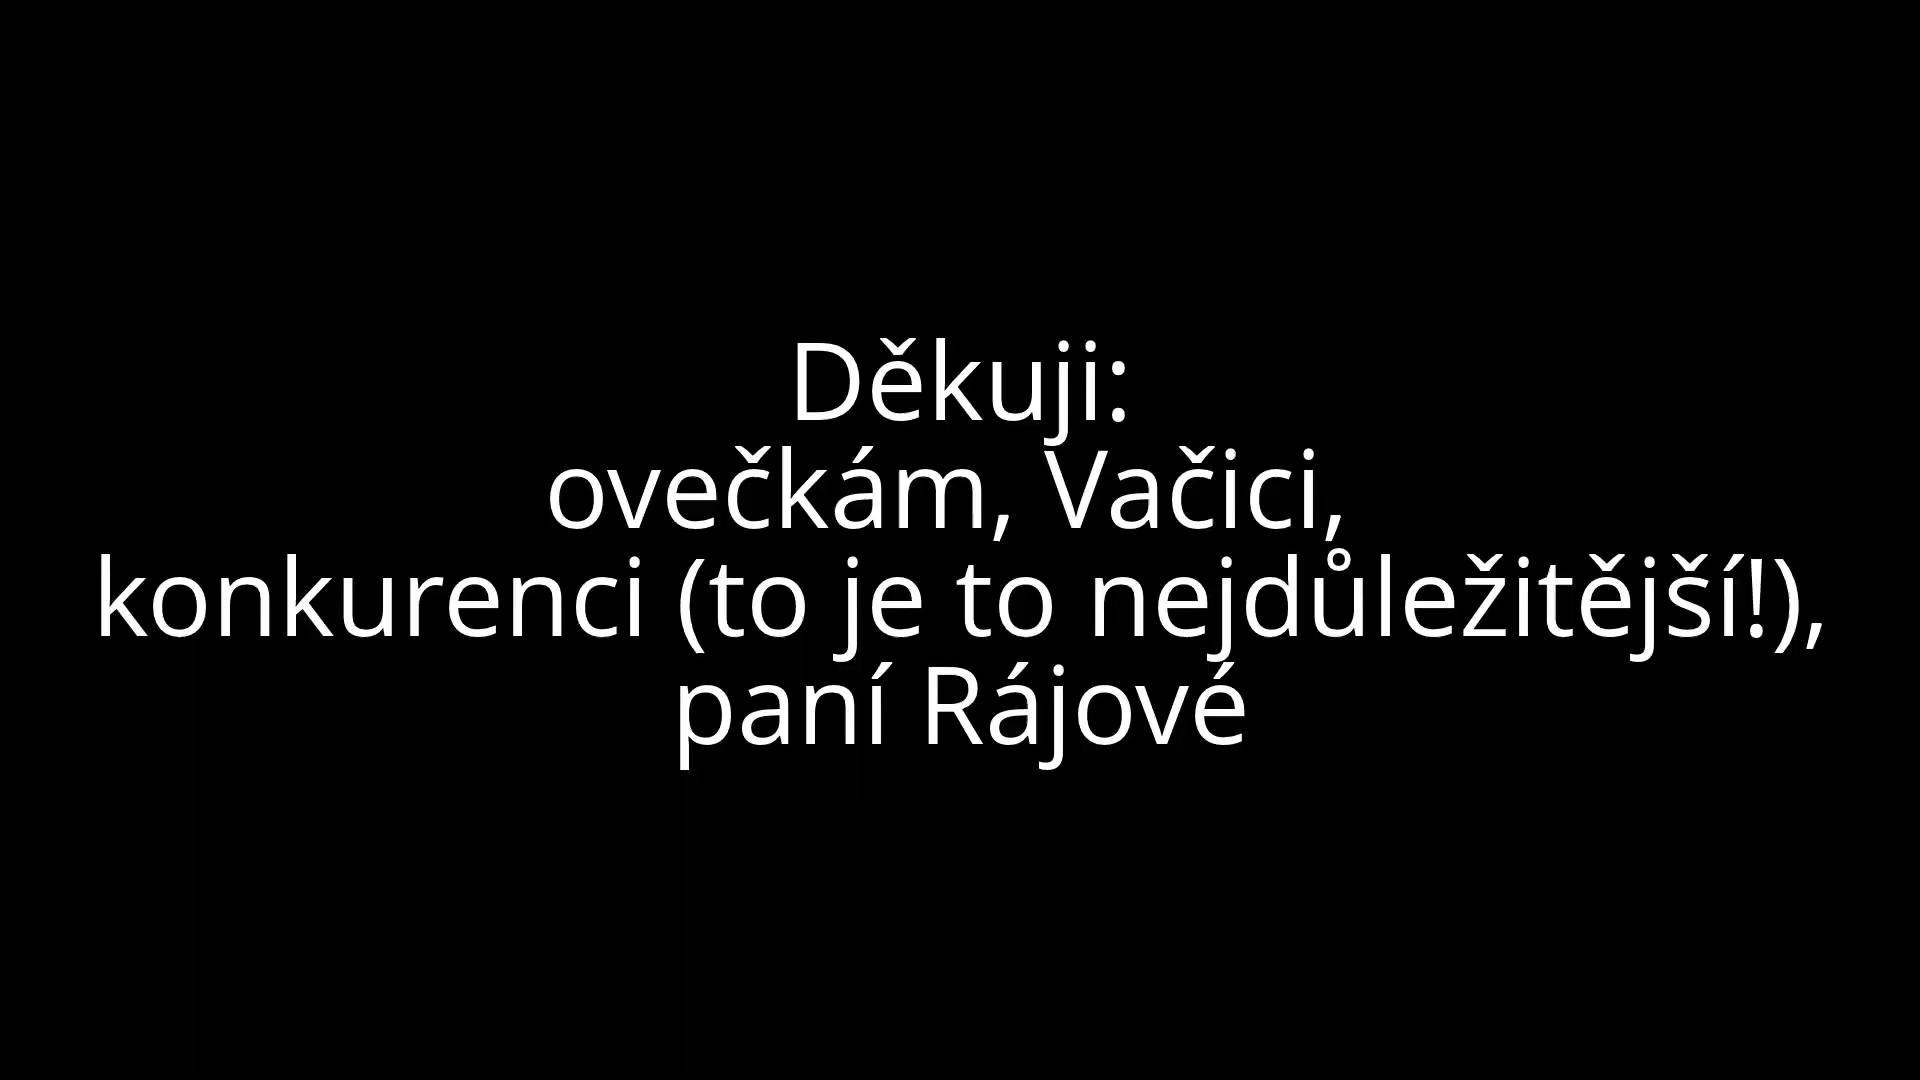 Děkuji:
ovečkám, Vačici,
konkurenci (to je to nejdůležitější!),
paní Rájové